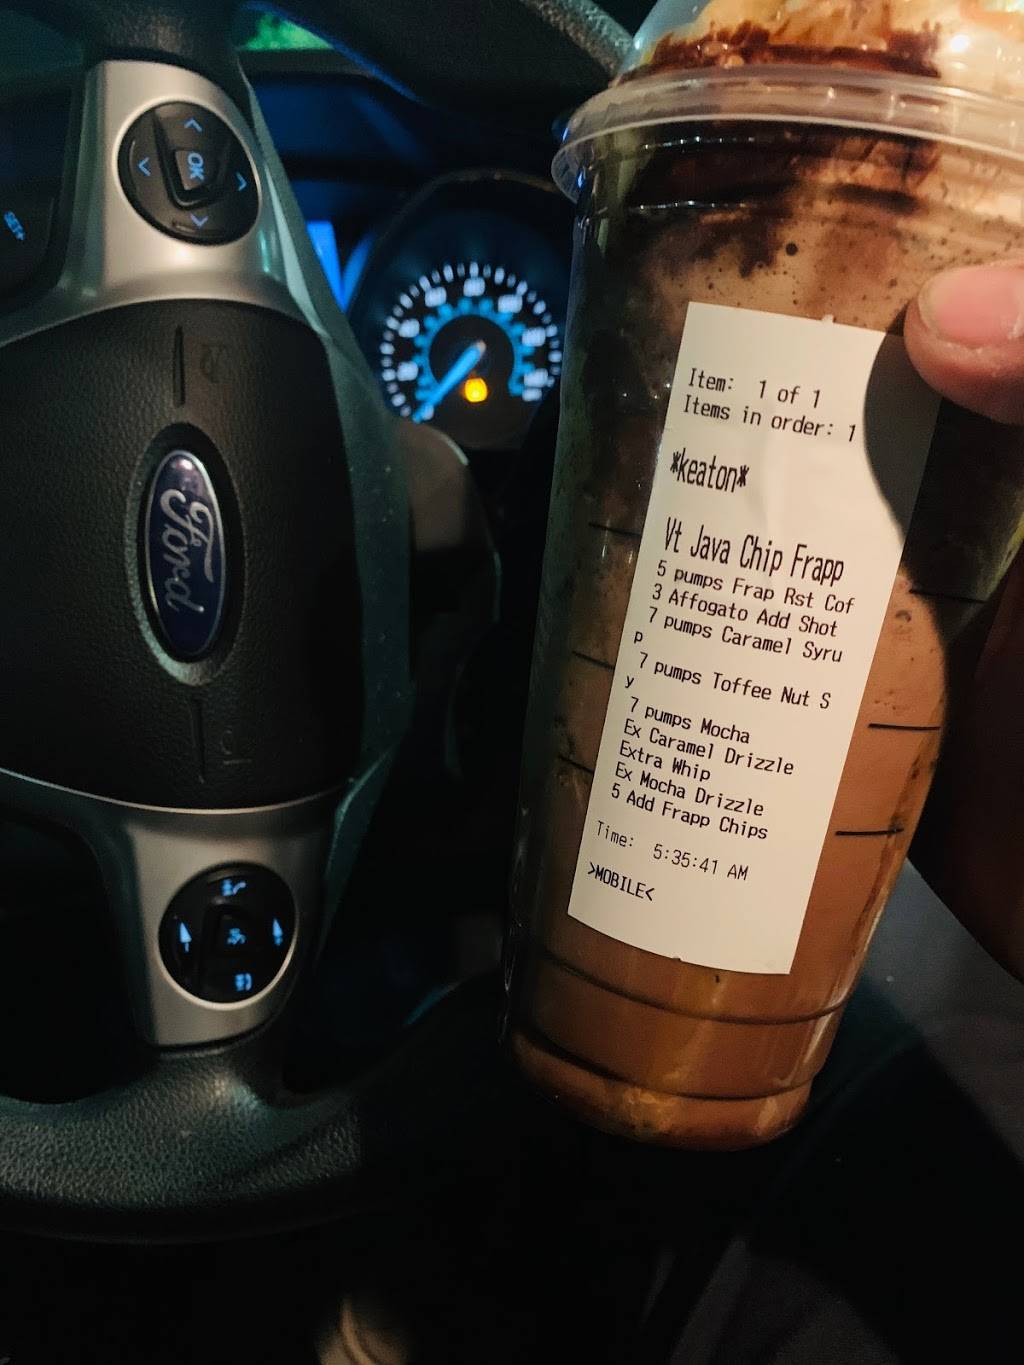 OK
SET+
Ford
Item: 1 of 1
Items in order: 1
*keaton*
Vt Java Chip Frapp
5 pumps Frap Rst Cof
3 Affogato Add Shot
7 pumps Caramel Syru
p
7 pumps Toffee Nut S
y
7 pumps Mocha
Ex Caramel Drizzle
Extra Whip
Ex Mocha Drizzle
5 Add Frapp Chips
Time: 5:35:41 AM
>MOBILE<